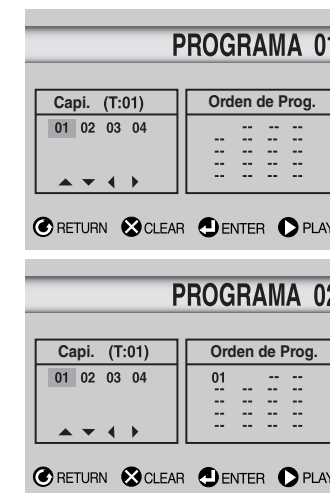 PROGRAMA 01
Capi. (T:01) Orden de Prog.
01 02 03 04 -- -- --
-- -- -- --
-- -- -- --
-- -- -- --
-- -- -- --
RETURN CLEAR ENTER PLAY
PROGRAMA 02
Capi. (T:01) Orden de Prog.
01 02 03 04 01 -- --
-- -- -- --
-- -- -- --
-- -- -- --
-- -- -- --
RETURN CLEAR ENTER PLAY